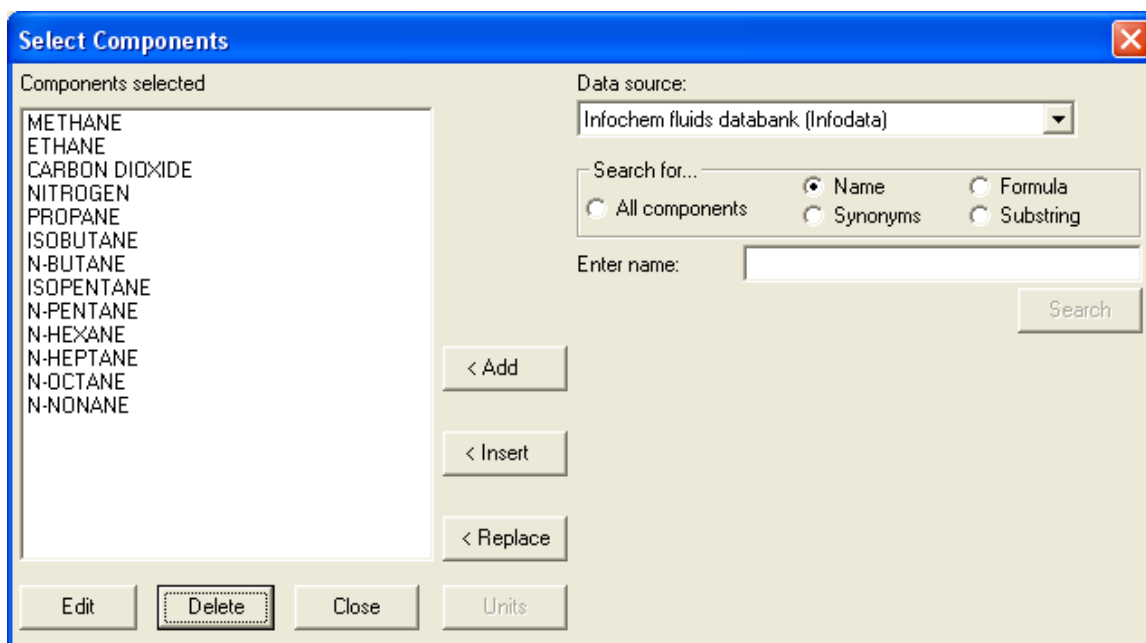 Select Components
Components selected
METHANE
ETHANE
CARBON DIOXIDE
NITROGEN
PROPANE
ISOBUTANE
N-BUTANE
ISOPENTANE
N-PENTANE
N-HEXANE
N-HEPTANE
N-OCTANE
N-NONANE
< Add
< Insert
< Replace
Edit
Delete
Close
Units
Data source:
Infochem fluids databank (Infodata)
Search for...
All components
Name
Formula
Synonyms
Substring
Enter name:
Search